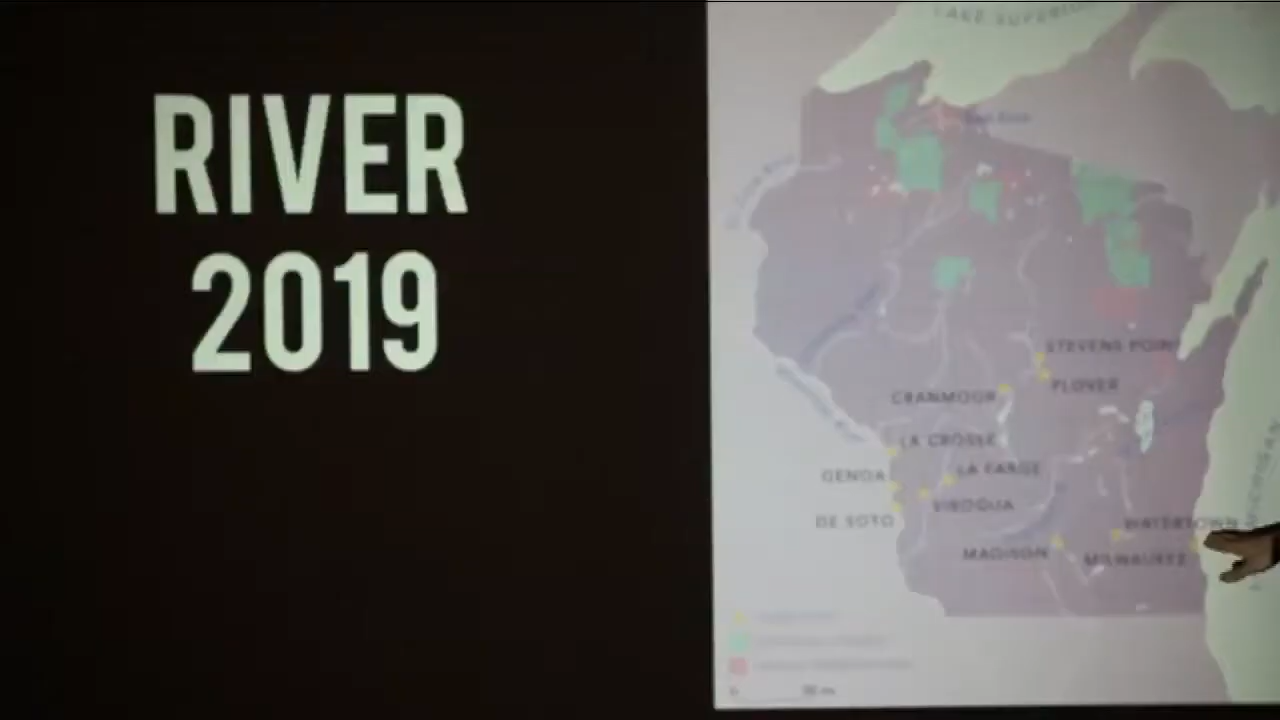 RIVER
2019
LAKE SUPERIOR
STEVENS POINT
PLOVER
CRANMOOR
LA CROSSE
LA FARGE
GENOA
VIROQUA
DE SOTO
WATERTOWN
MADISON
MILWAUKEE
MICHIGAN